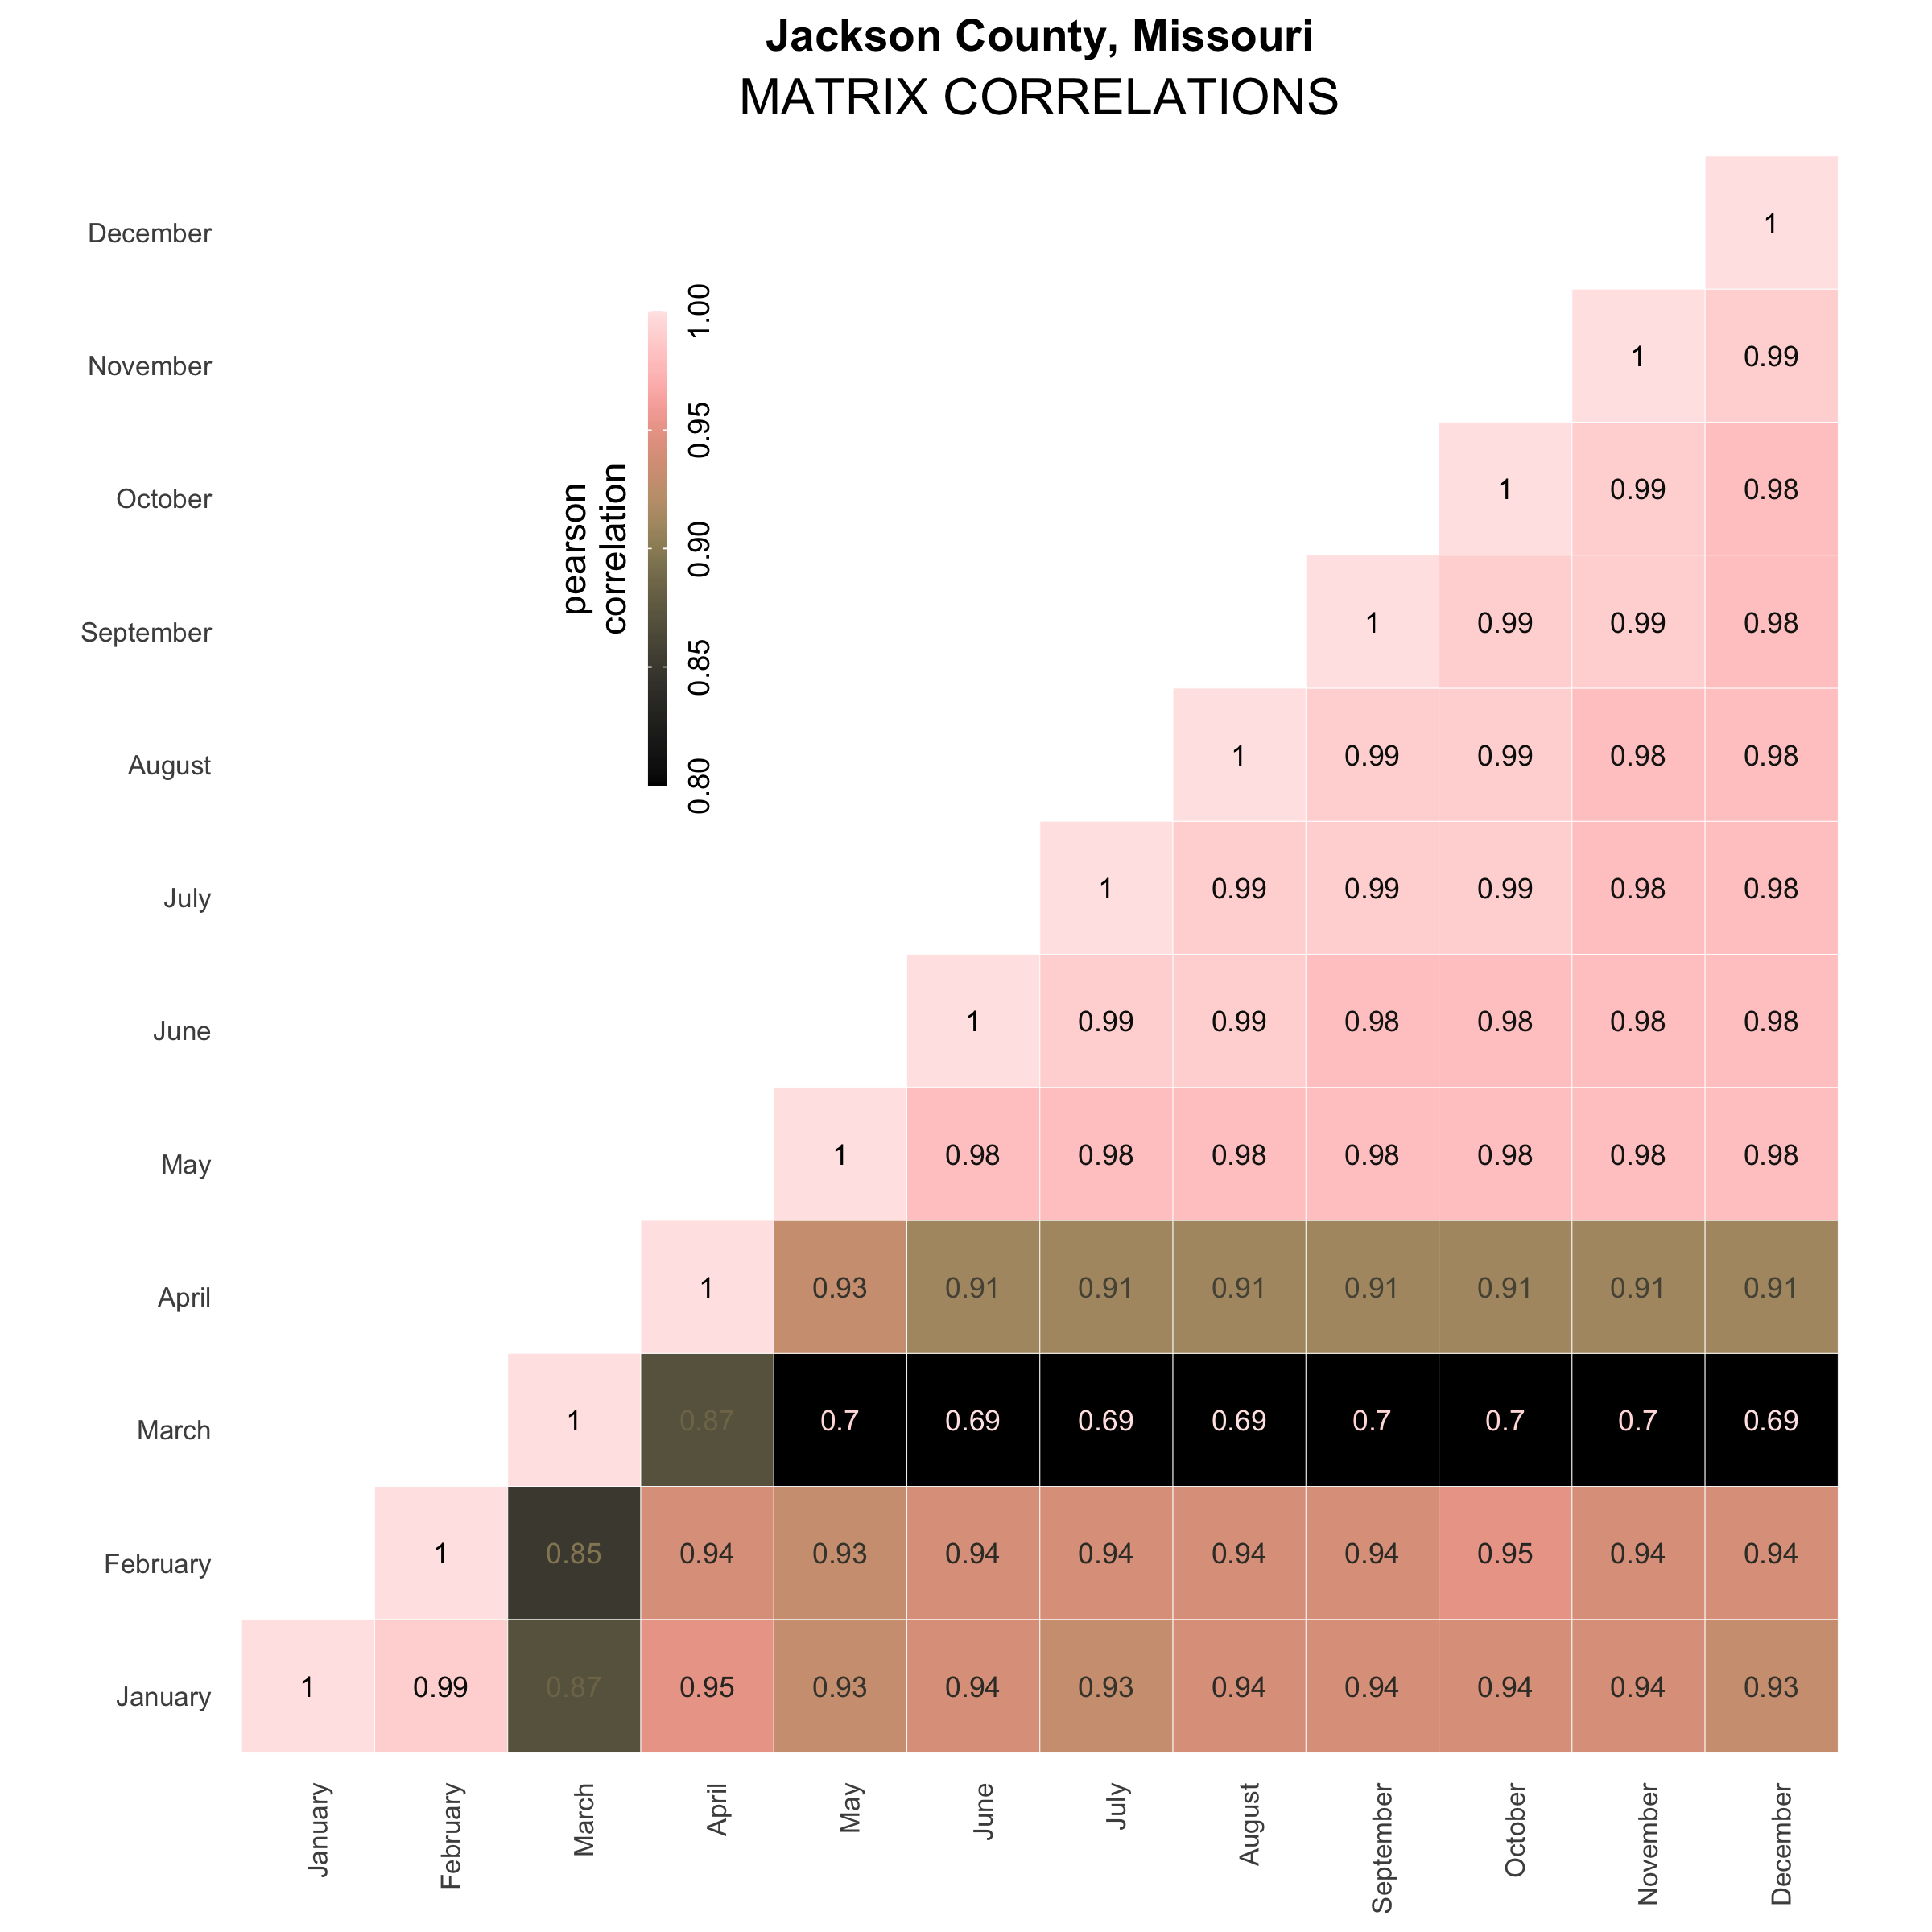 Jackson County, Missouri
MATRIX CORRELATIONS
December 1
November 1 0.99
October 1 0.99 0.98
September 1 0.99 0.99 0.98
August 1 0.99 0.99 0.98 0.98
July 1 0.99 0.99 0.99 0.98 0.98
June 1 0.99 0.99 0.98 0.98 0.98 0.98
May 1 0.98 0.98 0.98 0.98 0.98 0.98 0.98
April 1 0.93 0.91 0.91 0.91 0.91 0.91 0.91 0.91
March 1 0.87 0.7 0.69 0.69 0.69 0.7 0.7 0.7 0.69
February 1 0.85 0.94 0.93 0.94 0.94 0.94 0.94 0.95 0.94 0.94
January 1 0.99 0.87 0.95 0.93 0.94 0.93 0.94 0.94 0.94 0.94 0.93
January February March April May June July August September October November December
pearson
correlation
0.80 0.85 0.90 0.95 1.00